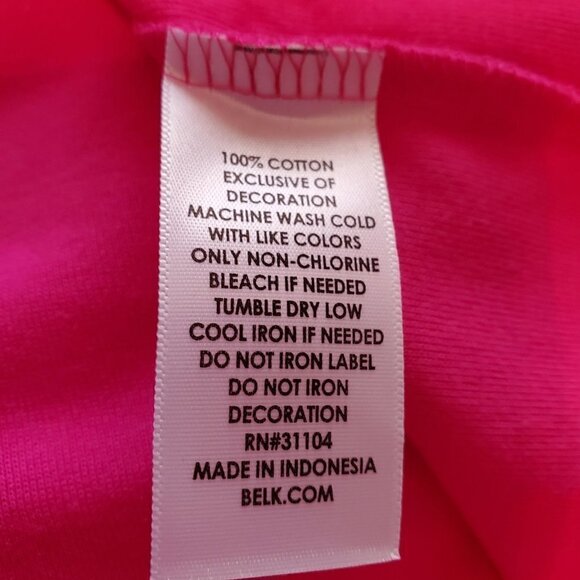 100% COTTON
EXCLUSIVE OF
DECORATION
MACHINE WASH COLD
WITH LIKE COLORS
ONLY NON-CHLORINE
BLEACH IF NEEDED
TUMBLE DRY LOW
COOL IRON IF NEEDED
DO NOT IRON LABEL
DO NOT IRON
DECORATION
RN#31104
MADE IN INDONESIA
BELK.COM